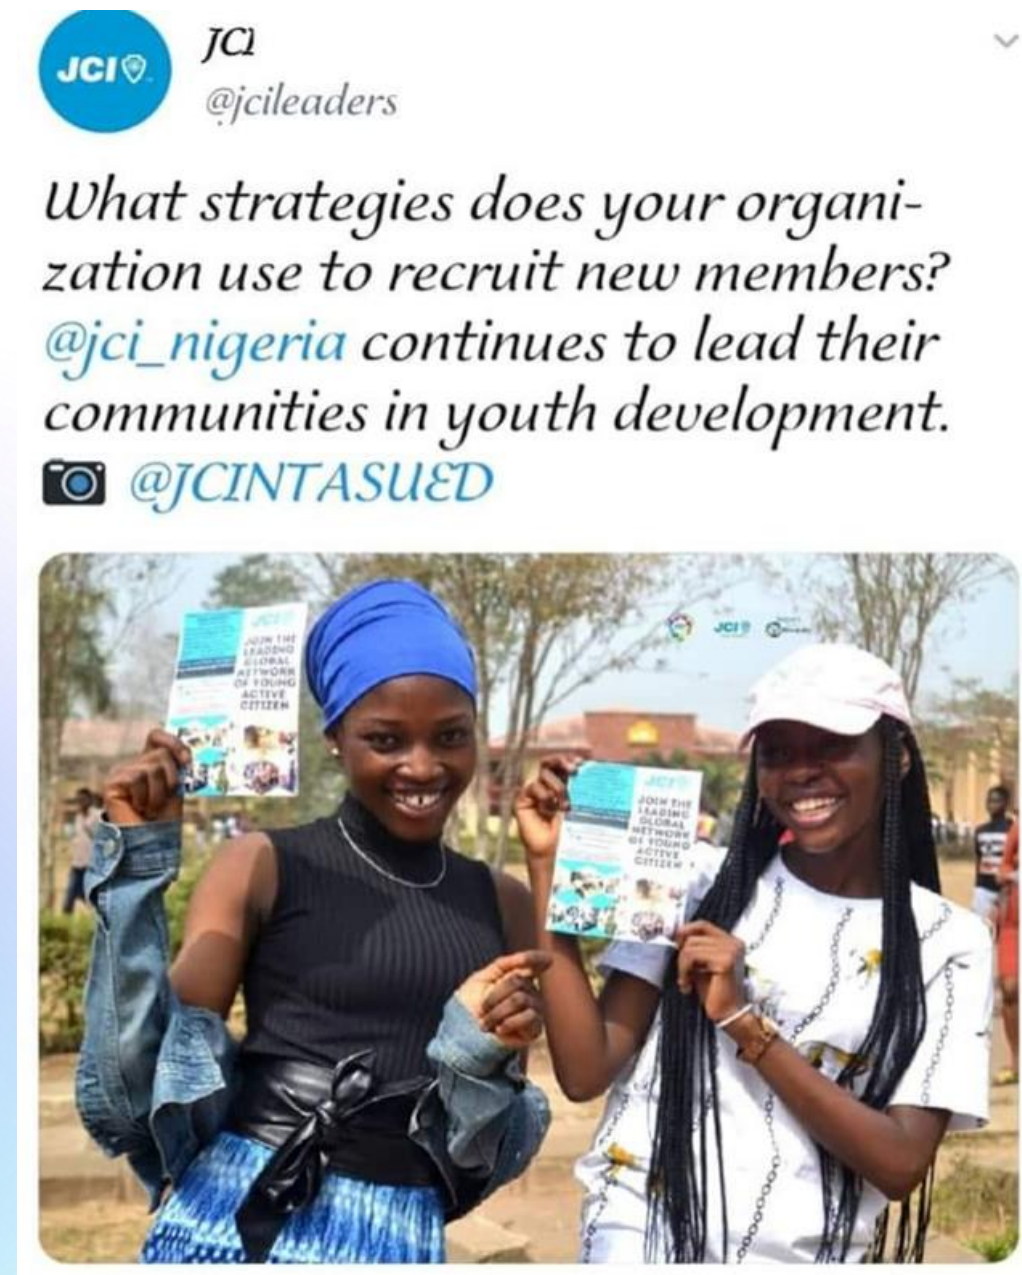 JCI
JCI
@jcileaders
What strategies does your organi-
zation use to recruit new members?
@jci_nigeria continues to lead their
communities in youth development.
@JCINTASUED
JCI
JCI
JOIN THE
LEADING
GLOBAL
NETWORK
OF YOUNG
ACTIVE
CITIZEN
JCI
JOIN THE
LEADING
GLOBAL
NETWORK
OF YOUNG
ACTIVE
CITIZEN